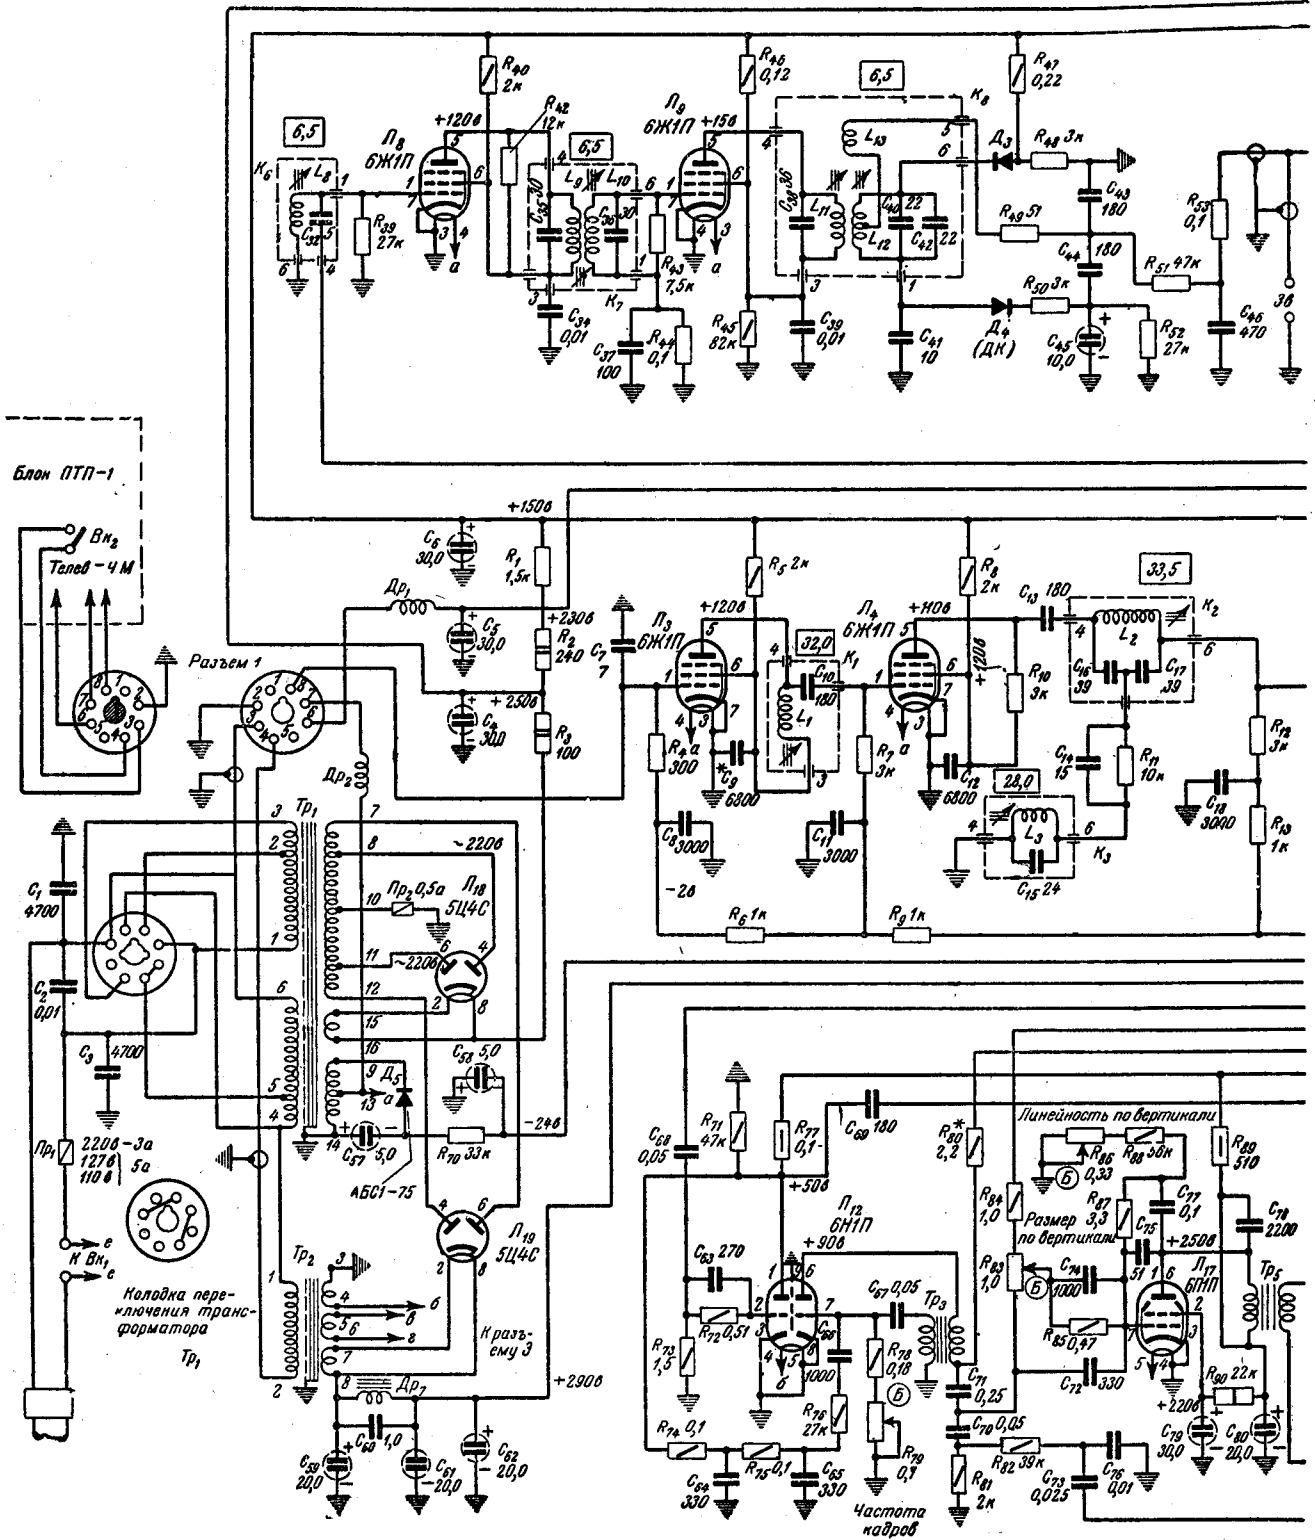 R40
2к
R46
0,12
R47
0,22
6,5
К8
Л8
6Ж1П
+120в
R42
12к
Л9
6Ж1П
+15в
6,5
6,5
К6
L8
C32 5
R39
27к
C35 30
L9
L10
C36 30
R43
7,5к
К7
C34
0,01
C37
100
R44
0,1
R45
82к
C39
0,01
C38 36
L11
L12
L13
C40 22
C42 22
C41
10
Д3
R48 3к
C43
180
R49 51
C44 180
R50 3к
Д4
(ДК)
C45
10,0
R51 47к
R52
27к
R53
0,1
C46
470
Зв
Блок ПТП-1
Вк2
Телев-ЧМ
Разъем 1
+150в
C6
30,0
R1
1,5к
Др1
C5
30,0
+230в
R2
240
+250в
C4
30,0
R3
100
Др2
C7
7
Л3
6Ж1П
+120в
R5 2к
32,0
К1
C10
180
L1
R4
300
*C9
6800
C8
3000
-2в
R6 1к
Л4
6Ж1П
+110в
R8
2к
+120в
R7
3к
C11
3000
C12
6800
R9 1к
R10
3к
C13 180
33,5
К2
L2
C16
39
C17
39
C14
15
R11
10к
28,0
L3
К3
C15 24
R12
3к
C18
3000
R13
1к
Тр1
C1
4700
C2
0,01
C3 4700
~220в
Пр2 0,5а
Л18
5Ц4С
~220в
C58 5,0
Д5
а
C57 5,0
R70 33к
-24в
АБС1-75
Пр1
220в-3а
127в
110в
5а
К Вк1
е
е
Колодка пере-
ключения транс-
форматора
Тр1
Тр2
б
в
г
Л19
5Ц4С
К разъ-
ему 3
Др7
+290в
C59
20,0
C60 1,0
C61
20,0
C62
20,0
C68
0,05
R71
47к
R77
0,1
+50в
C69 180
R80*
2,2
Линейность по вертикали
R86
0,33
Б
R88 56к
R89
510
Л12
6Н1П
+90в
C63 270
R72 0,51
R73
1,5
C66
1000
C67 0,05
R78
0,18
Б
R79
0,1
R76
27к
R74 0,1
R75 0,1
C64
330
C65
330
Частота
кадров
Тр3
C71
0,25
C70 0,05
R81
2к
R82 39к
C73
0,025
C76
0,01
R84
1,0
Размер
по вертикали
R83
1,0
Б
C74
1000
R85
0,47
C72 330
R87
3,3
C75
51
C77
0,1
+250в
Л17
6П1П
C78
2200
Тр5
R90 22к
+220в
C79
30,0
C80
20,0